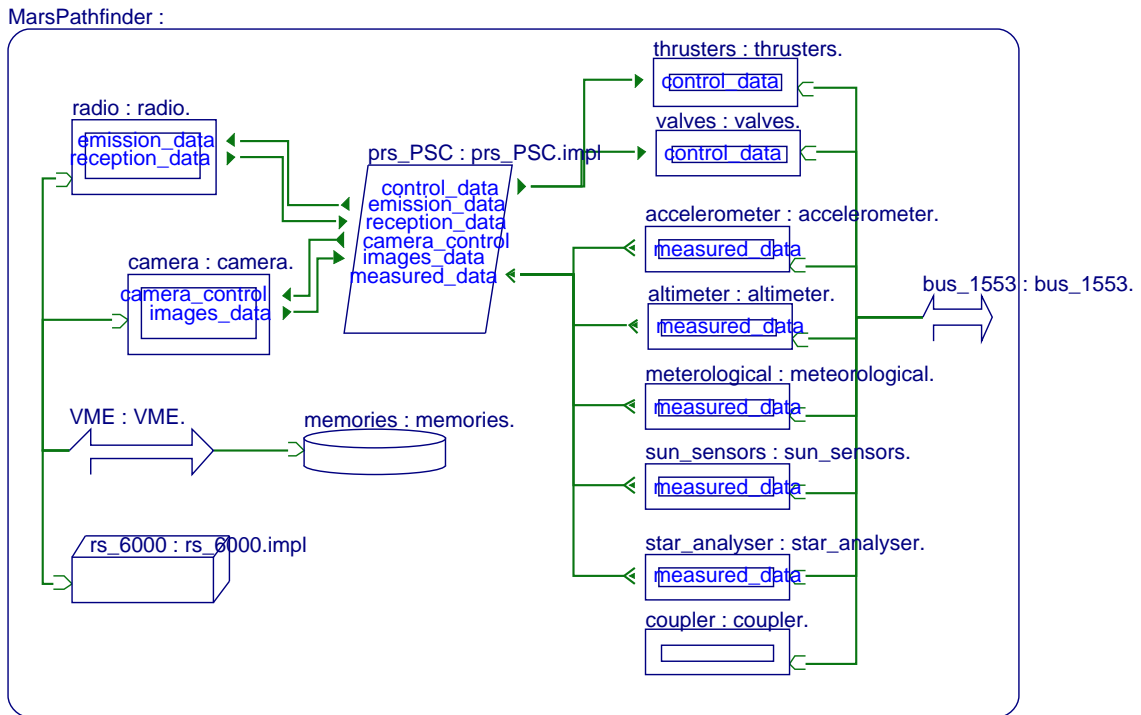 MarsPathfinder :
radio : radio.
emission_data
reception_data
camera : camera.
camera_control
images_data
VME : VME.
memories : memories.
rs_6000 : rs_6000.impl
prs_PSC : prs_PSC.impl
control_data
emission_data
reception_data
camera_control
images_data
measured_data
thrusters : thrusters.
control_data
valves : valves.
control_data
accelerometer : accelerometer.
measured_data
altimeter : altimeter.
measured_data
meterological : meteorological.
measured_data
sun_sensors : sun_sensors.
measured_data
star_analyser : star_analyser.
measured_data
coupler : coupler.
bus_1553 : bus_1553.